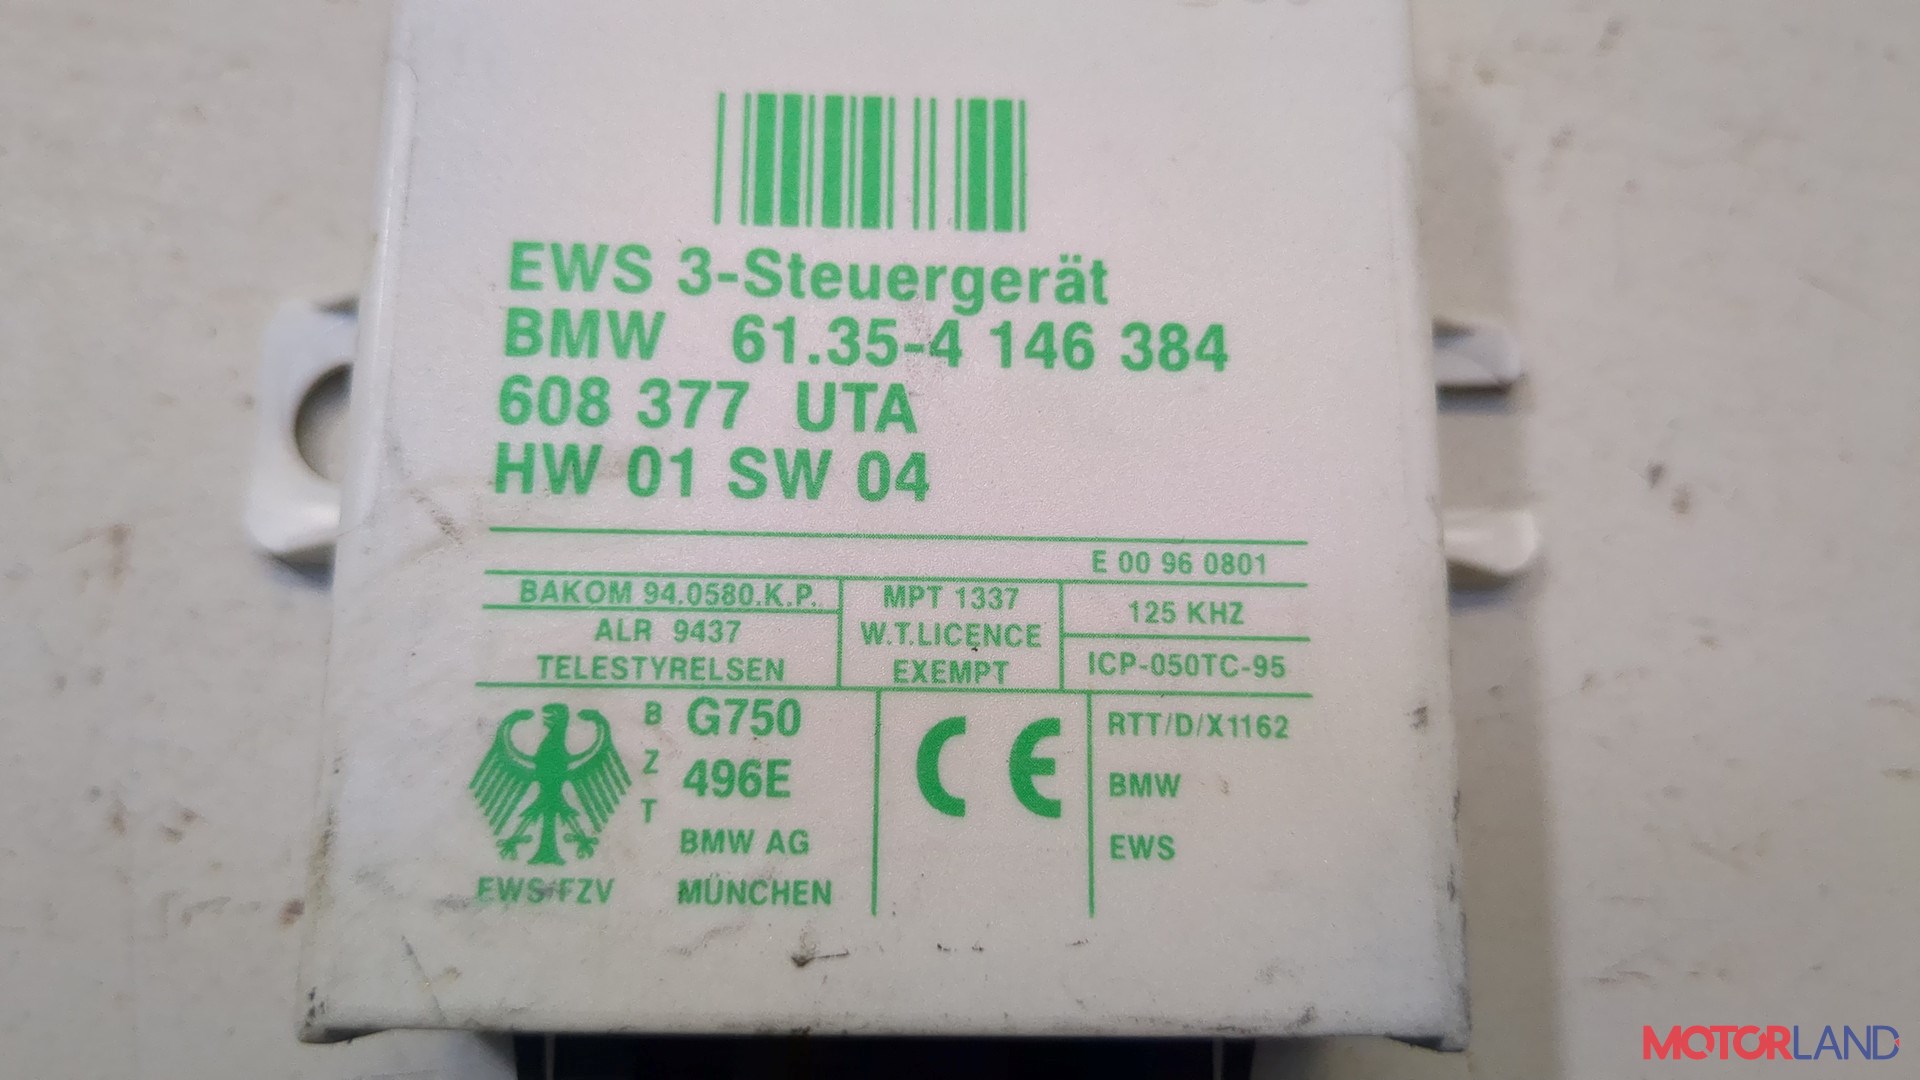 EWS 3-Steuergerät
BMW 61.35-4 146 384
608 377 UTA
HW 01 SW 04
E 00 96 0801
BAKOM 94.0580.K.P.
ALR 9437
TELESTYRELSEN
MPT 1337
W.T.LICENCE
EXEMPT
125 KHZ
ICP-050TC-95
BZT
G750
496E
BMW AG
MÜNCHEN
EWS/FZV
CE
RTT/D/X1162
BMW
EWS
MOTORLAND